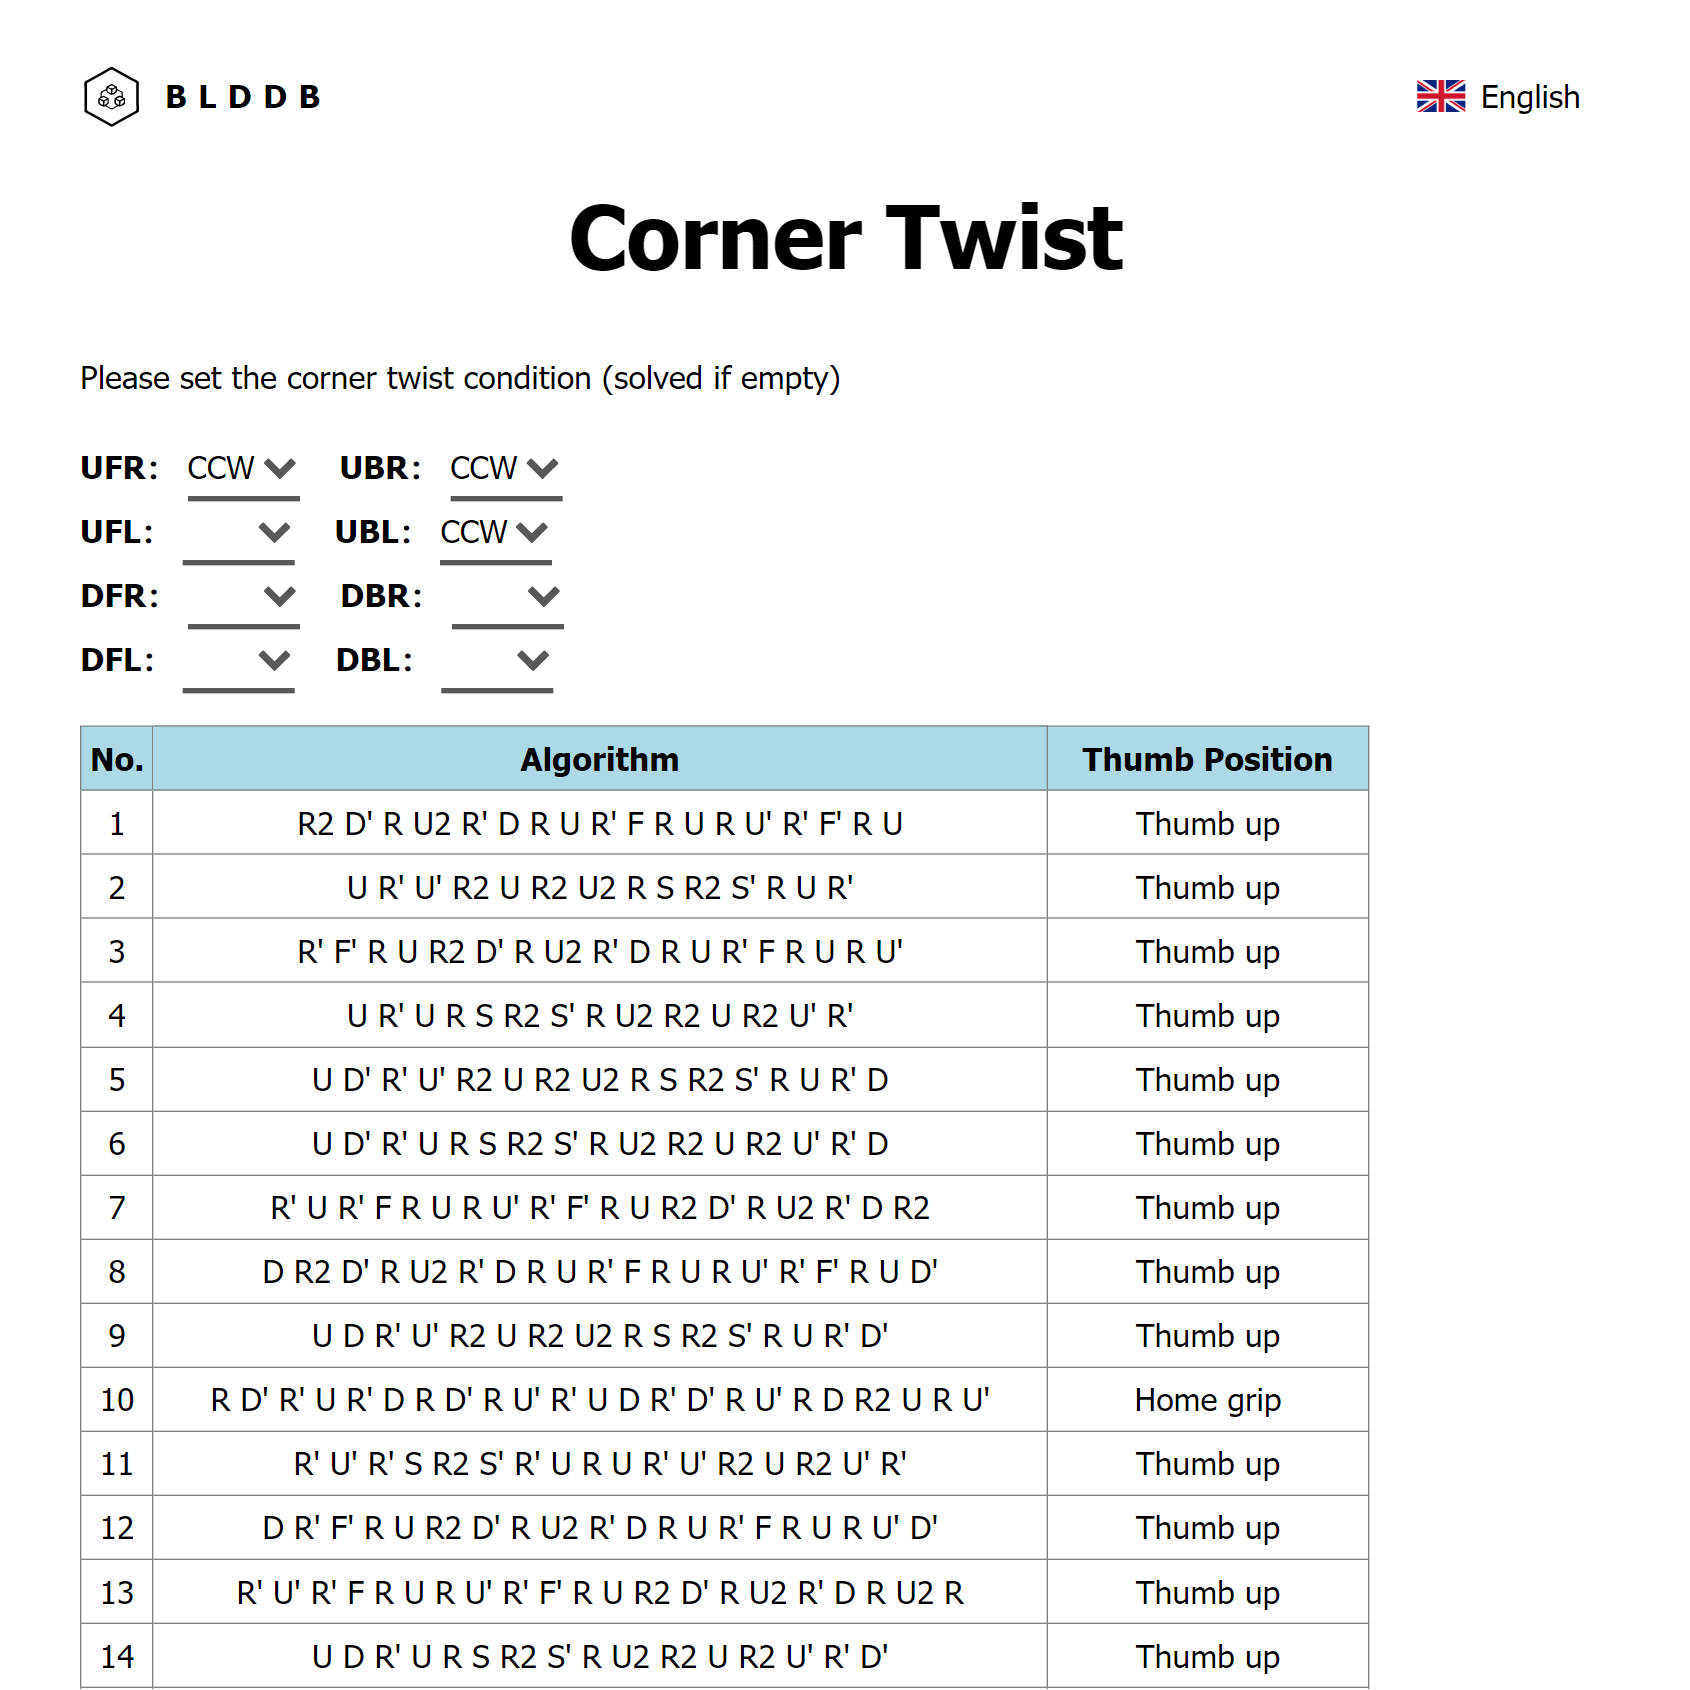 BLDDB English
Corner Twist
Please set the corner twist condition (solved if empty)
UFR: CCW UBR: CCW
UFL: UBL: CCW
DFR: DBR:
DFL: DBL:
No. Algorithm Thumb Position
1 R2 D' R U2 R' D R U R' F R U R U' R' F' R U Thumb up
2 U R' U' R2 U R2 U2 R S R2 S' R U R' Thumb up
3 R' F' R U R2 D' R U2 R' D R U R' F R U R U' Thumb up
4 U R' U R S R2 S' R U2 R2 U R2 U' R' Thumb up
5 U D' R' U' R2 U R2 U2 R S R2 S' R U R' D Thumb up
6 U D' R' U R S R2 S' R U2 R2 U R2 U' R' D Thumb up
7 R' U R' F R U R U' R' F' R U R2 D' R U2 R' D R2 Thumb up
8 D R2 D' R U2 R' D R U R' F R U R U' R' F' R U D' Thumb up
9 U D R' U' R2 U R2 U2 R S R2 S' R U R' D' Thumb up
10 R D' R' U R' D R D' R U' R' U D R' D' R U' R D R2 U R U' Home grip
11 R' U' R' S R2 S' R' U R U R' U' R2 U R2 U' R' Thumb up
12 D R' F' R U R2 D' R U2 R' D R U R' F R U R U' D' Thumb up
13 R' U' R' F R U R U' R' F' R U R2 D' R U2 R' D R U2 R Thumb up
14 U D R' U R S R2 S' R U2 R2 U R2 U' R' D' Thumb up